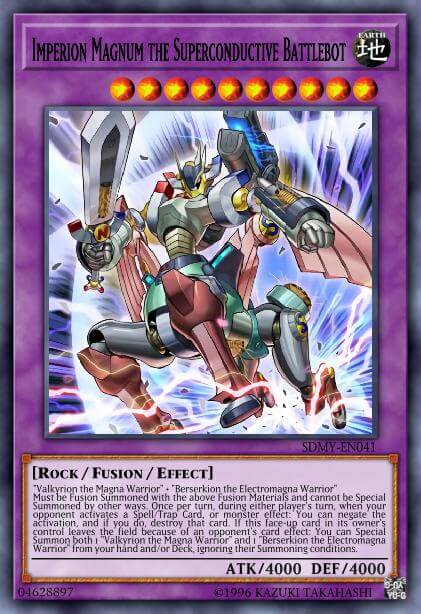 Imperion Magnum the Superconductive Battlebot
EARTH
地
N
S
SDMY-EN041
[Rock / Fusion / Effect]
"Valkyrion the Magna Warrior" + "Berserkion the Electromagna Warrior"
Must be Fusion Summoned with the above Fusion Materials and cannot be Special
Summoned by other ways. Once per turn, during either player's turn, when your
opponent activates a Spell/Trap Card, or monster effect: You can negate the
activation, and if you do, destroy that card. If this face-up card in its owner's
control leaves the field because of an opponent's card effect: You can Special
Summon both 1 "Valkyrion the Magna Warrior" and 1 "Berserkion the Electromagna
Warrior" from your hand and/or Deck, ignoring their Summoning conditions.
ATK/4000 DEF/4000
04628897
©1996 KAZUKI TAKAHASHI